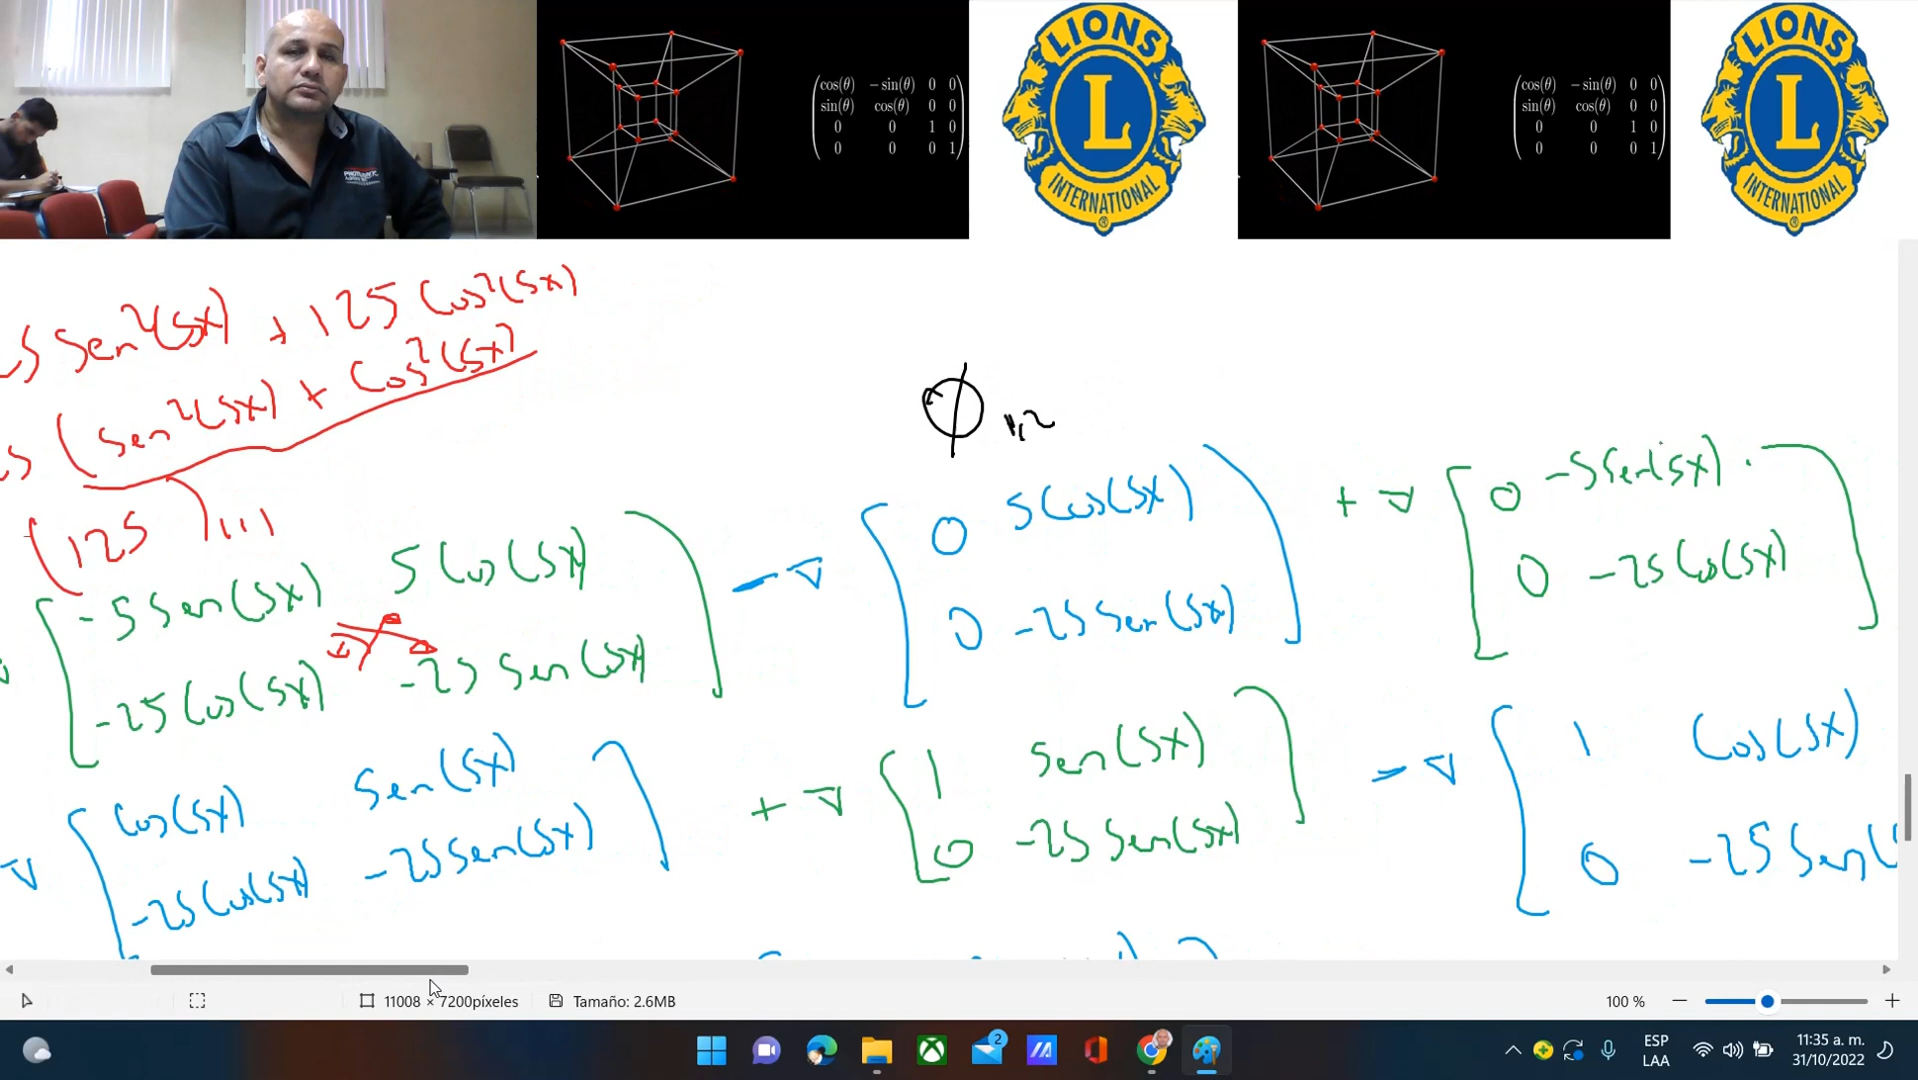 cos(θ) −sin(θ) 0 0
sin(θ) cos(θ) 0 0
0 0 1 0
0 0 0 1
LIONS
L
INTERNATIONAL
®
cos(θ) −sin(θ) 0 0
sin(θ) cos(θ) 0 0
0 0 1 0
0 0 0 1
LIONS
L
INTERNATIONAL
®
5 Sen²(5x) + 125 Cos²(5x)
(Sen²(5x) + Cos²(5x)
(125)
-5 Sen(5x) 5 Cos(5x)
-25 Cos(5x) -25 Sen(5x)
- ∇ 0 5 Cos(5x)
0 -25 Sen(5x)
+ ∇ 0 -5 Sen(5x)
0 -25 Cos(5x)
∇ Cos(5x) Sen(5x)
-25 Cos(5x) -25 Sen(5x)
+ ∇ 1 Sen(5x)
0 -25 Sen(5x)
- ∇ 1 Cos(5x)
0 -25 Sen(
11008 × 7200píxeles
Tamaño: 2.6MB
100 %
2
ESP
LAA
11:35 a. m.
31/10/2022